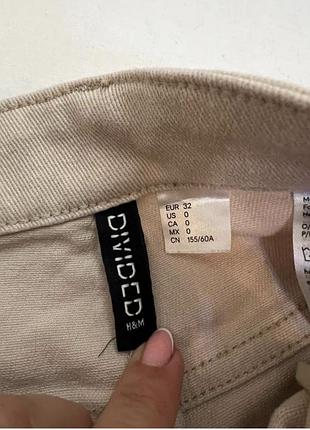 DIVIDED
H&M
EUR 32
US 0
CA 0
MX 0
CN 155/60A